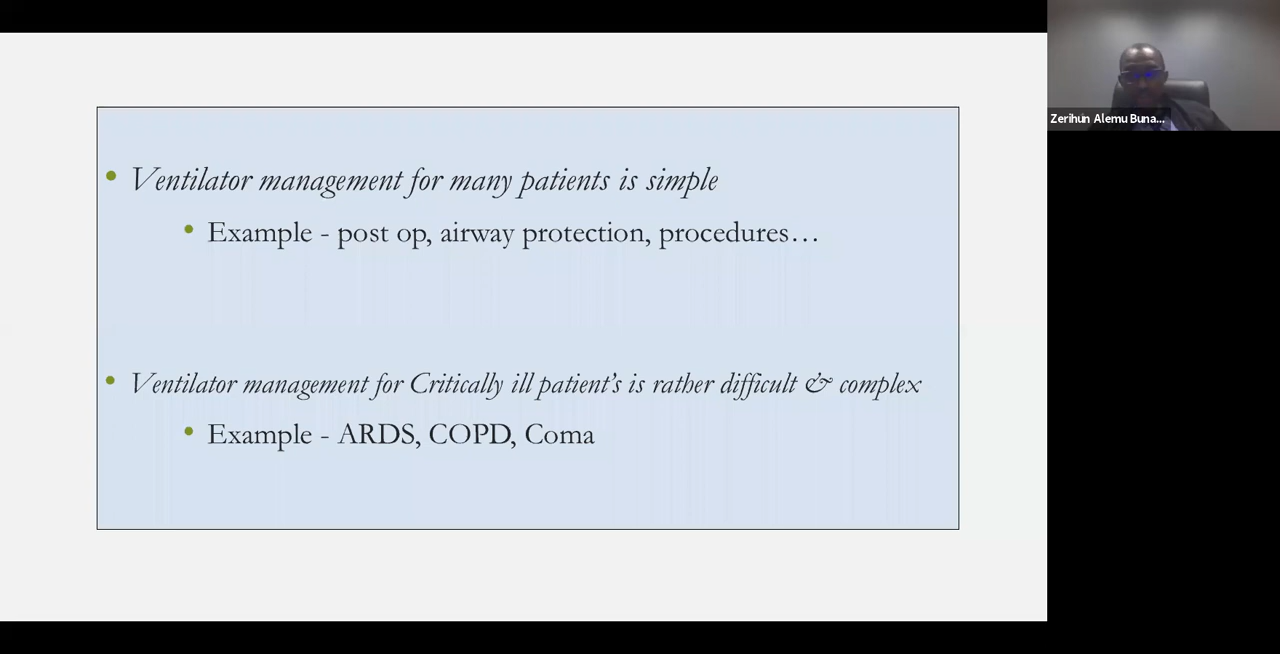 • Ventilator management for many patients is simple
• Example - post op, airway protection, procedures…
• Ventilator management for Critically ill patient’s is rather difficult & complex
• Example - ARDS, COPD, Coma
Zerihun Alemu Buna...